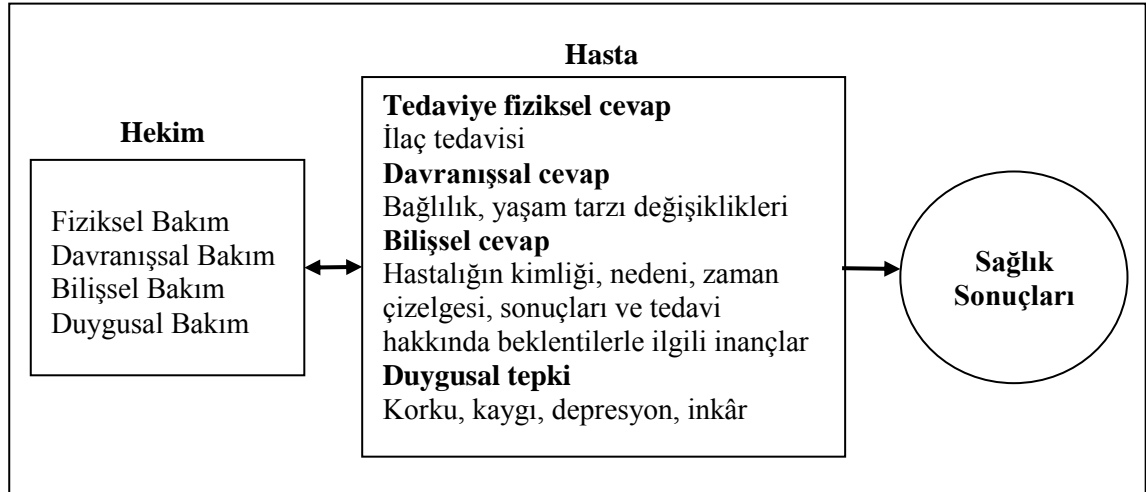 Hekim
Fiziksel Bakım
Davranışsal Bakım
Bilişsel Bakım
Duygusal Bakım
Hasta
Tedaviye fiziksel cevap
İlaç tedavisi
Davranışsal cevap
Bağlılık, yaşam tarzı değişiklikleri
Bilişsel cevap
Hastalığın kimliği, nedeni, zaman
çizelgesi, sonuçları ve tedavi
hakkında beklentilerle ilgili inançlar
Duygusal tepki
Korku, kaygı, depresyon, inkâr
Sağlık
Sonuçları